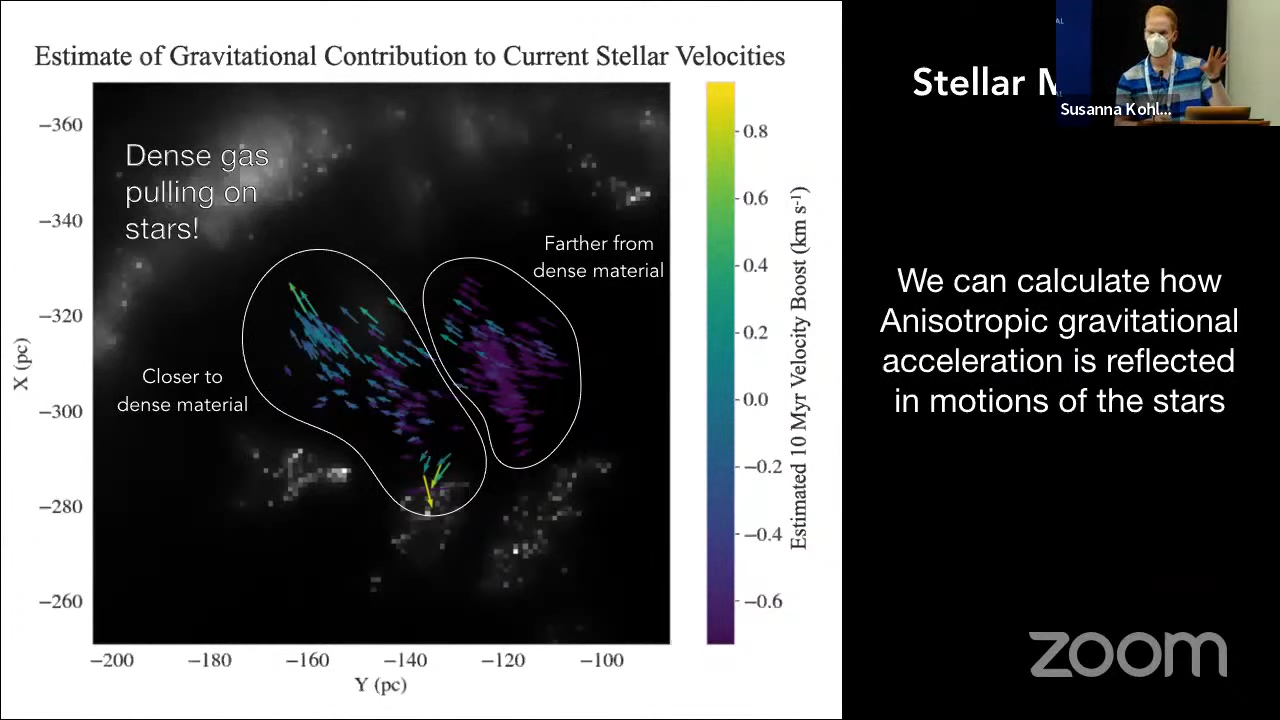 Estimate of Gravitational Contribution to Current Stellar Velocities
Dense gas
pulling on
stars!
Farther from
dense material
Closer to
dense material
−360
−340
−320
−300
−280
−260
X (pc)
−200
−180
−160
−140
−120
−100
Y (pc)
0.8
0.6
0.4
0.2
0.0
−0.2
−0.4
−0.6
Estimated 10 Myr Velocity Boost (km s-1)
Stellar M
AL
Susanna Kohl...
We can calculate how
Anisotropic gravitational
acceleration is reflected
in motions of the stars
zoom